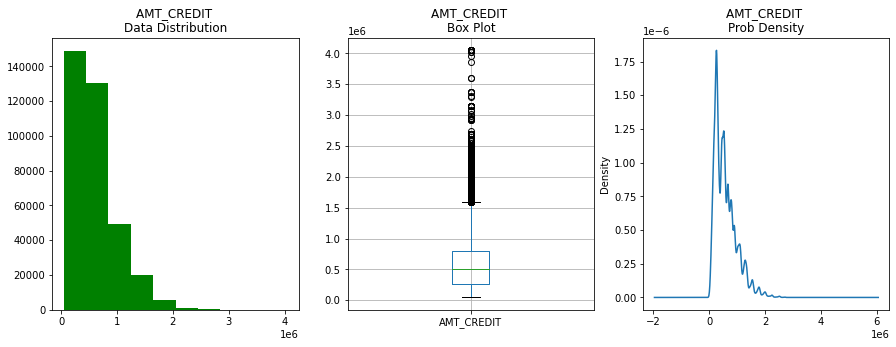 AMT_CREDIT
Data Distribution
140000
120000
100000
80000
60000
40000
20000
0
0 1 2 3 4
1e6
AMT_CREDIT
Box Plot
1e6
4.0
3.5
3.0
2.5
2.0
1.5
1.0
0.5
0.0
AMT_CREDIT
AMT_CREDIT
Prob Density
1e−6
1.75
1.50
1.25
1.00
0.75
0.50
0.25
0.00
Density
−2 0 2 4 6
1e6